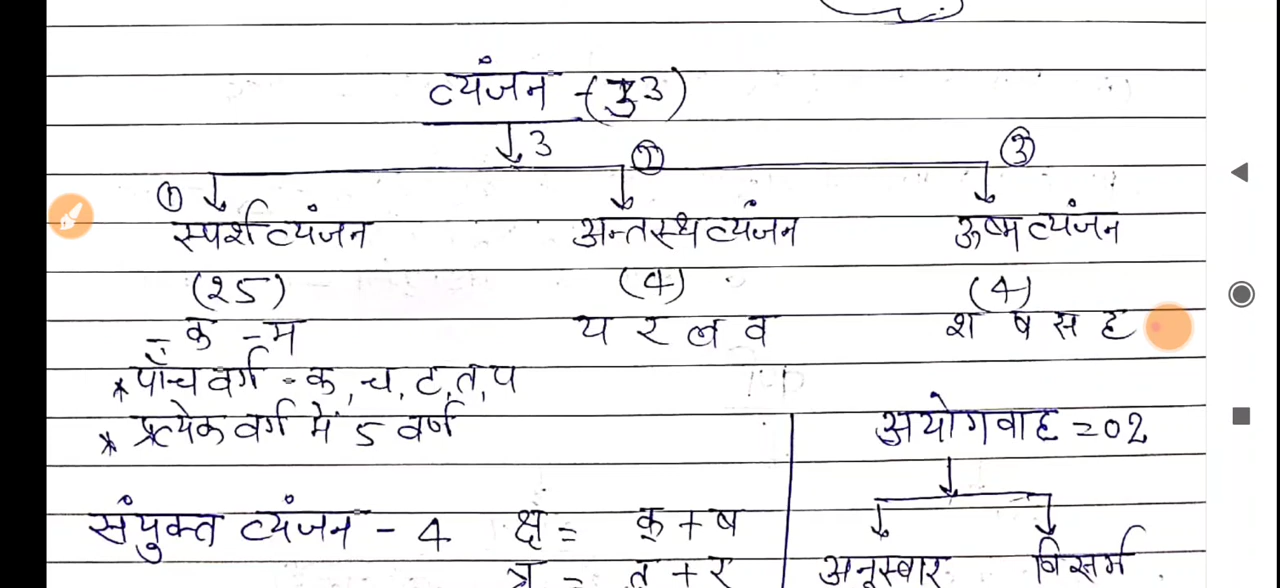 व्यंजन - (33)
3
① ② ③
स्पर्श व्यंजन अन्तस्थ व्यंजन ऊष्म व्यंजन
(25) (4) (4)
- क - म य र ल व श ष स ह
* पाँच वर्ग - क, च, ट, त, प
* प्रत्येक वर्ग में 5 वर्ण
अयोगवाह = 02
संयुक्त व्यंजन - 4 क्ष = क् + ष
त्र = त् + र
अनुस्वार विसर्ग